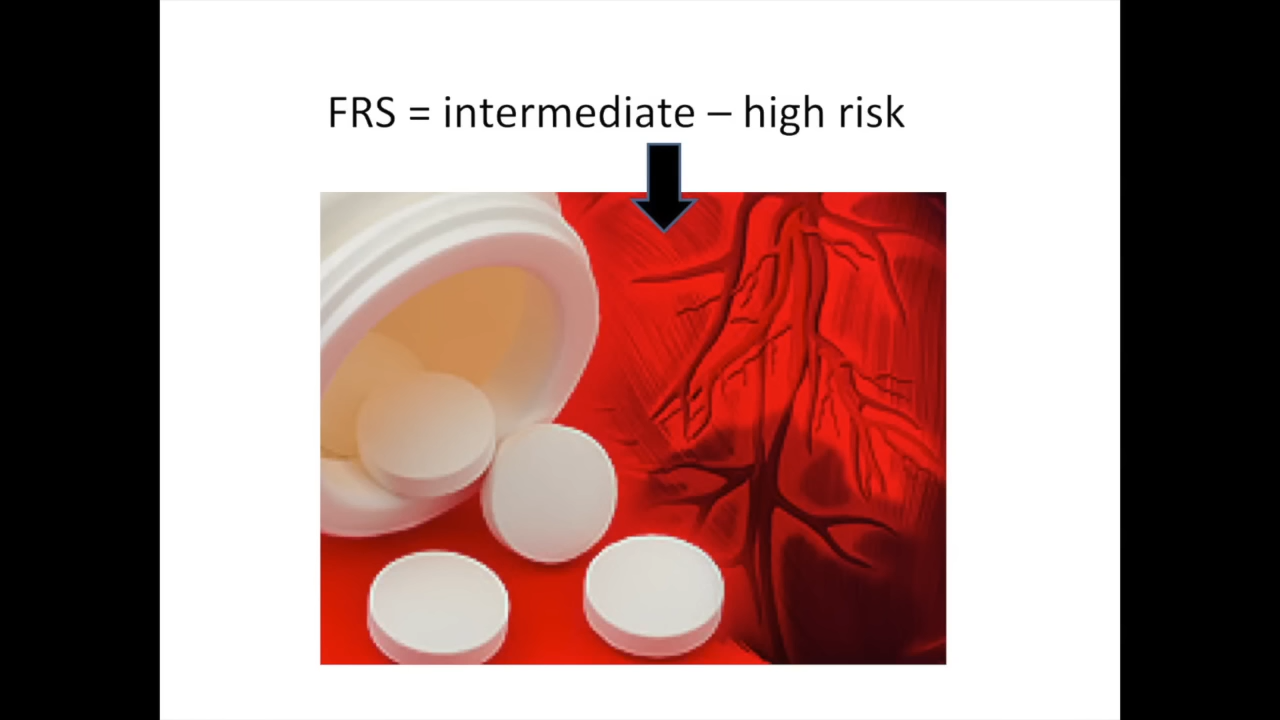 FRS = intermediate – high risk